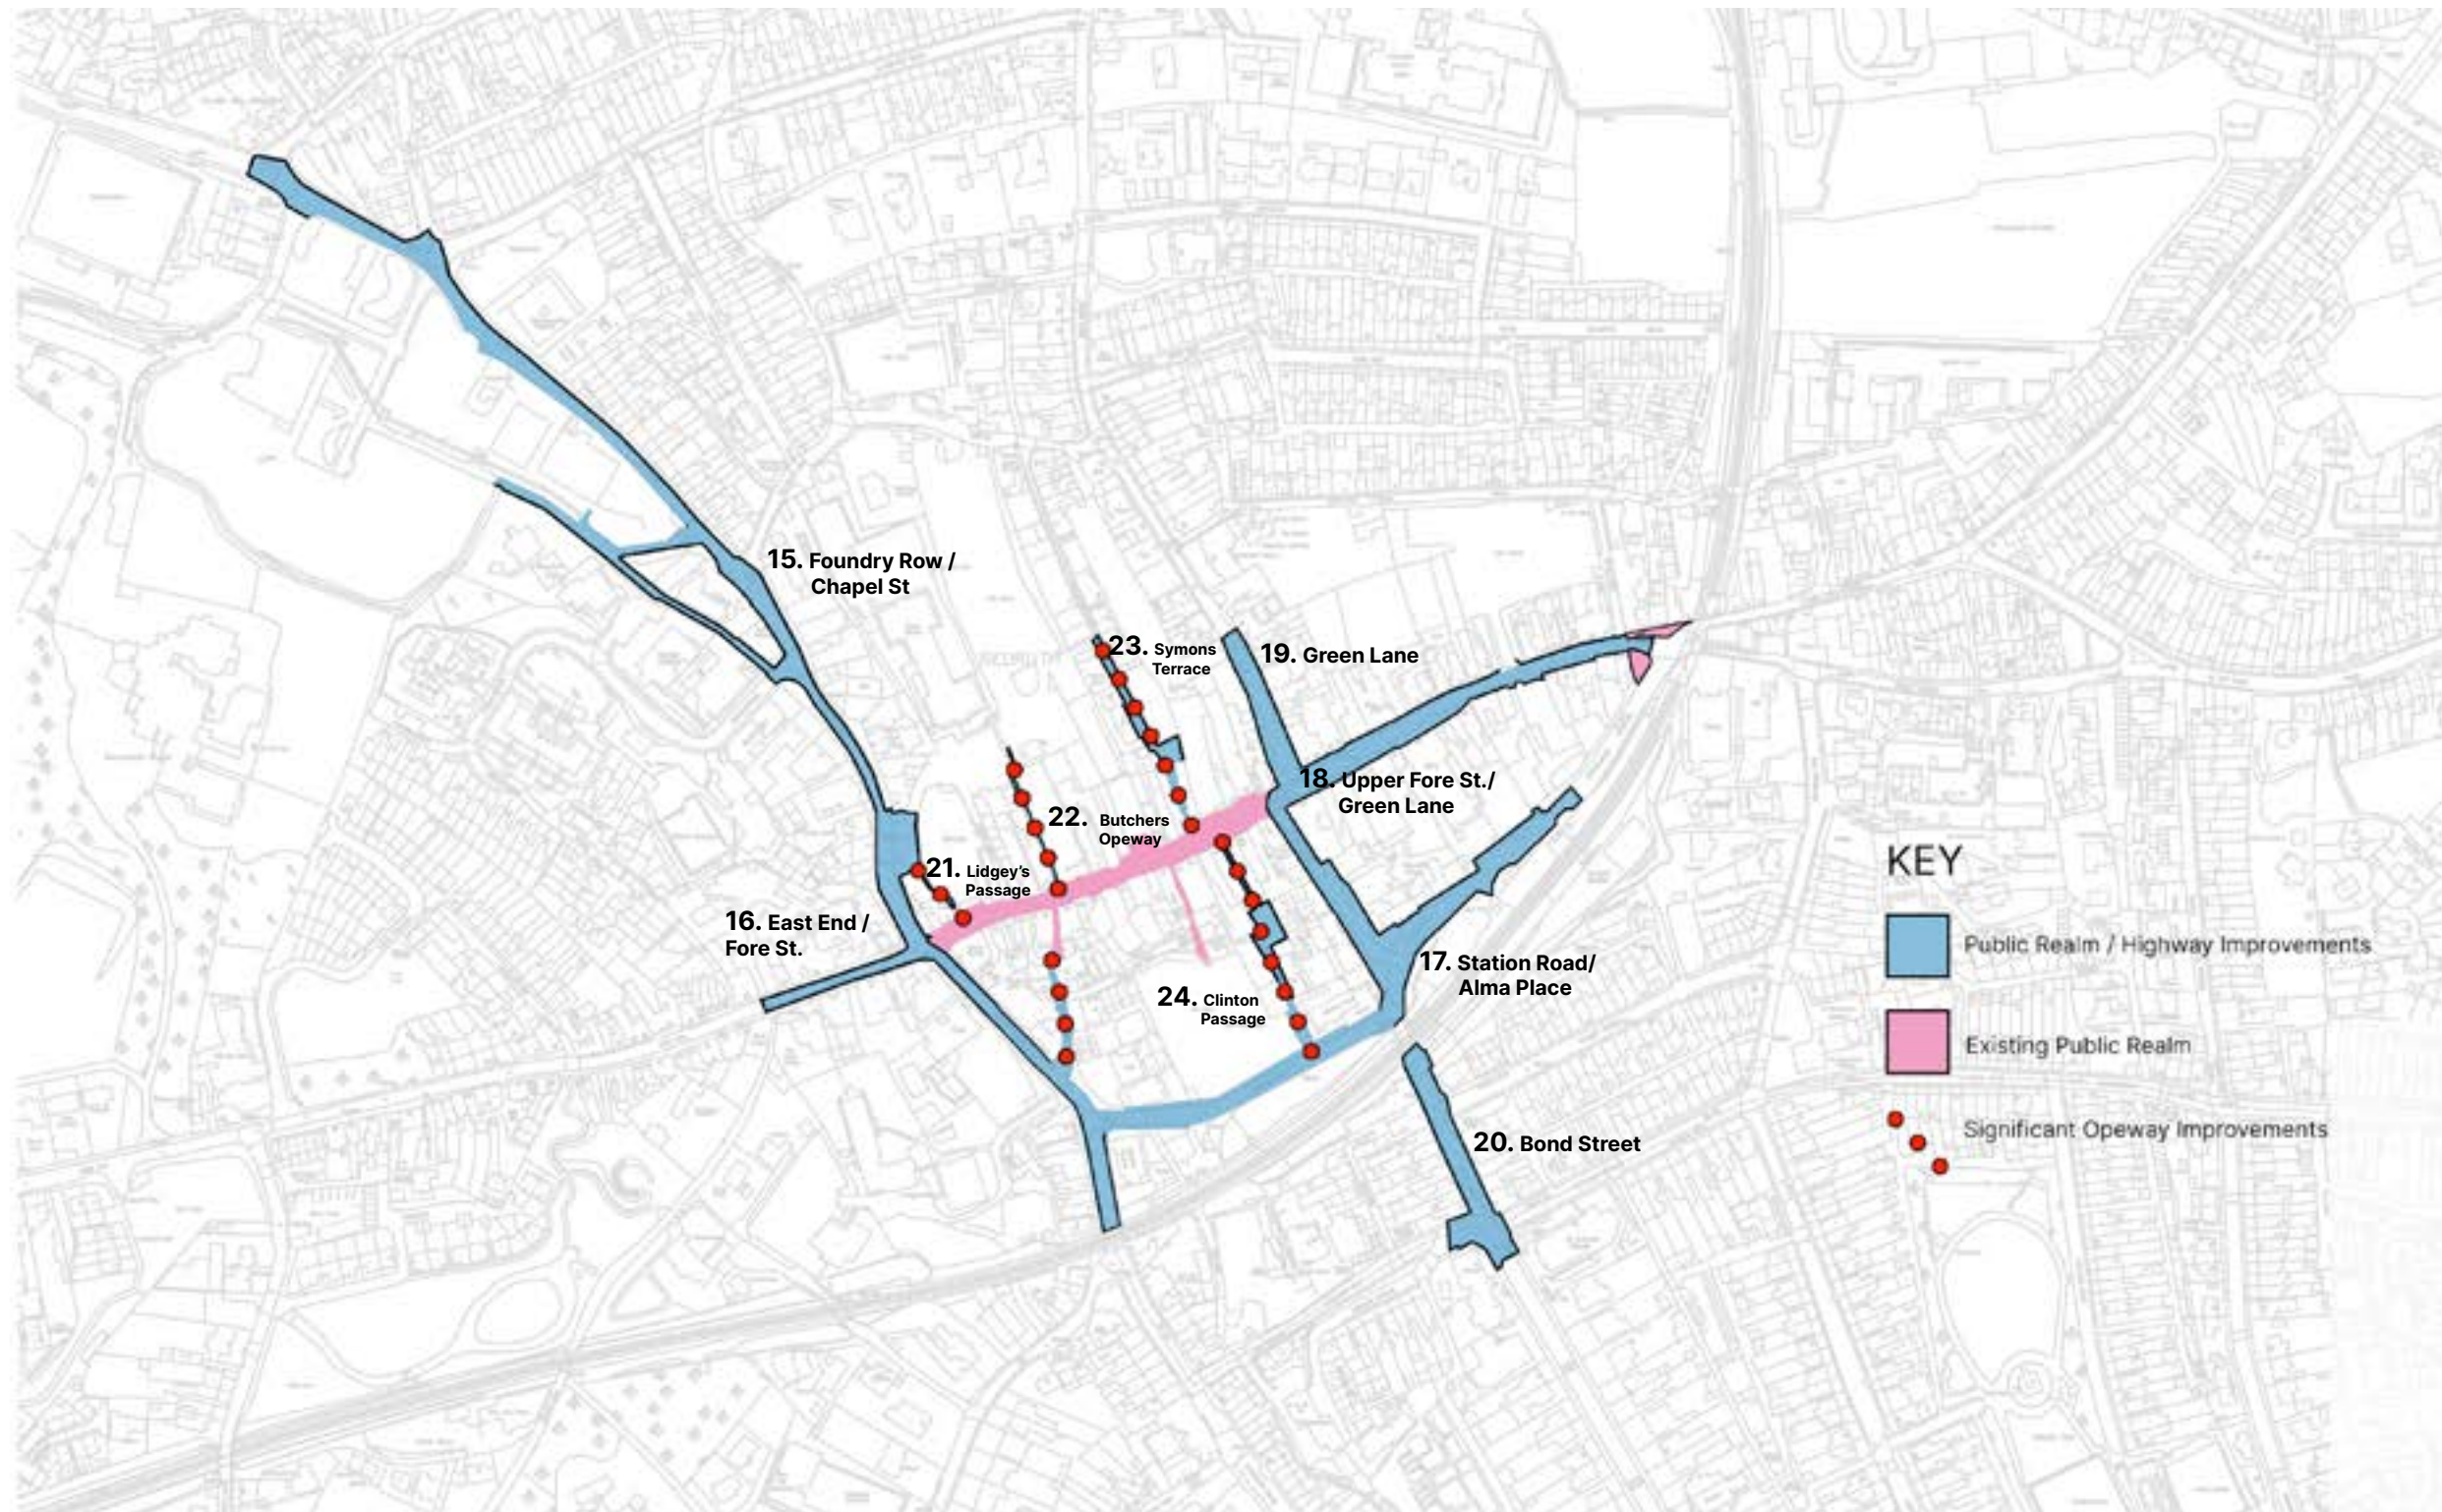 15. Foundry Row /
Chapel St
23. Symons
Terrace
19. Green Lane
18. Upper Fore St./
Green Lane
22. Butchers
Opeway
21. Lidgey's
Passage
16. East End /
Fore St.
17. Station Road/
Alma Place
24. Clinton
Passage
20. Bond Street
KEY
Public Realm / Highway Improvements
Existing Public Realm
Significant Opeway Improvements